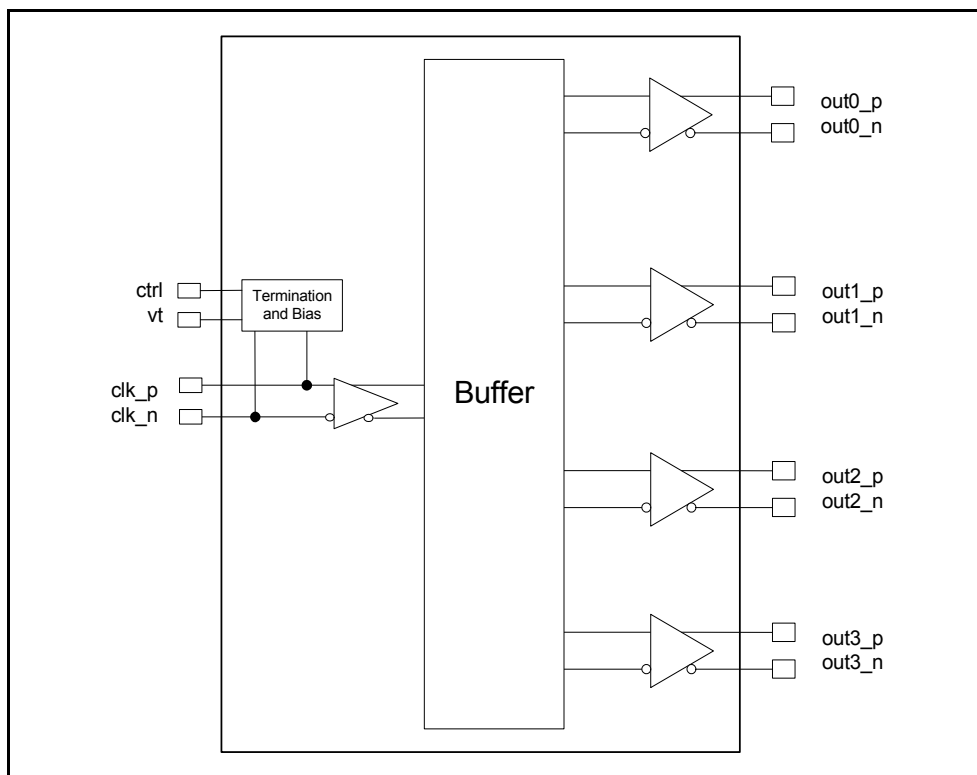 ctrl
vt
clk_p
clk_n
Termination
and Bias
Buffer
out0_p
out0_n
out1_p
out1_n
out2_p
out2_n
out3_p
out3_n